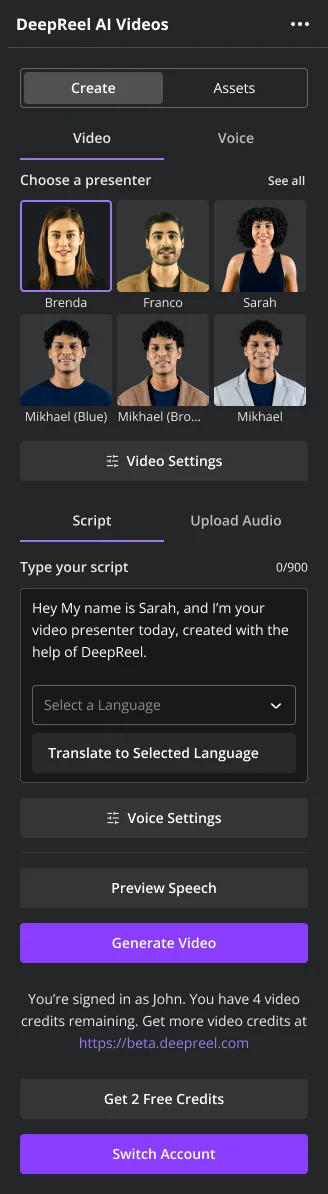 DeepReel AI Videos
Create
Assets
Video
Voice
Choose a presenter
See all
Brenda
Franco
Sarah
Mikhael (Blue)
Mikhael (Bro...
Mikhael
Video Settings
Script
Upload Audio
Type your script
0/900
Hey My name is Sarah, and I’m your
video presenter today, created with the
help of DeepReel.
Select a Language
Translate to Selected Language
Voice Settings
Preview Speech
Generate Video
You’re signed in as John. You have 4 video
credits remaining. Get more video credits at
https://beta.deepreel.com
Get 2 Free Credits
Switch Account